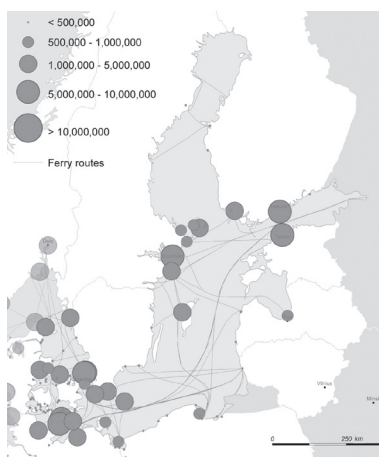 < 500,000
500,000 - 1,000,000
1,000,000 - 5,000,000
5,000,000 - 10,000,000
> 10,000,000
Ferry routes
Vilnius
Minsk
0 250 km